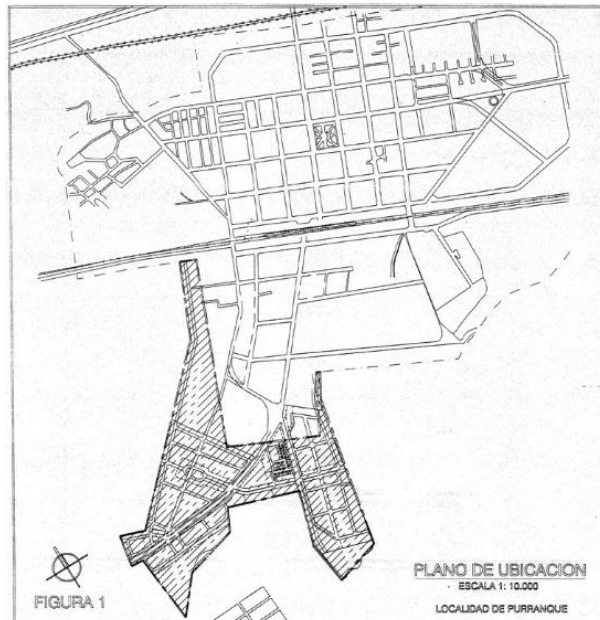 PLANO DE UBICACION
- ESCALA 1: 10.000
LOCALIDAD DE PURRANQUE
FIGURA 1